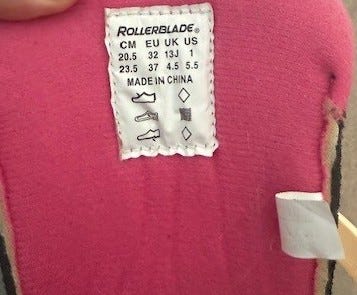 ROLLERBLADE®
CM EU UK US
20.5 32 13J 1
23.5 37 4.5 5.5
MADE IN CHINA